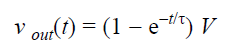 v out(t) = (1 – e^–t/τ) V